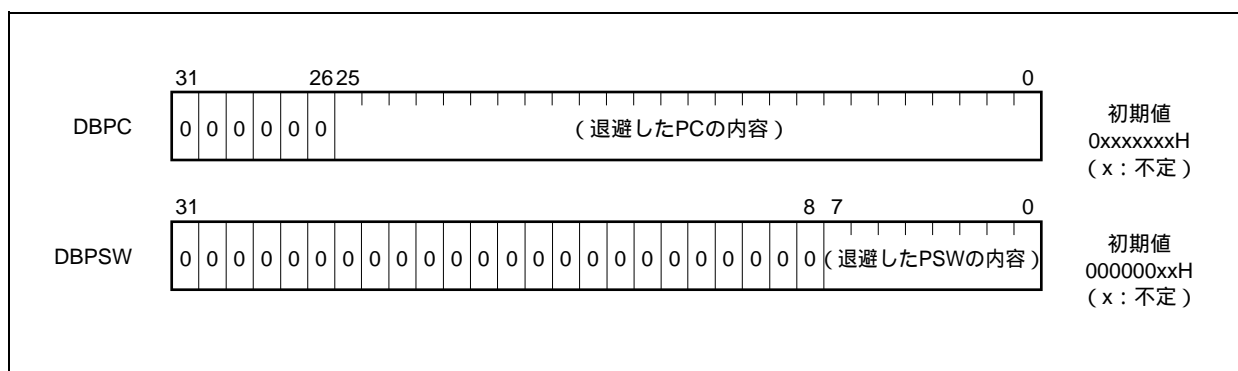 31 26 25 0
DBPC 0 0 0 0 0 0 (退避したPCの内容) 初期値
0xxxxxxxH
(x:不定)
31 8 7 0
DBPSW 0 0 0 0 0 0 0 0 0 0 0 0 0 0 0 0 0 0 0 0 0 0 0 0 (退避したPSWの内容) 初期値
000000xxH
(x:不定)